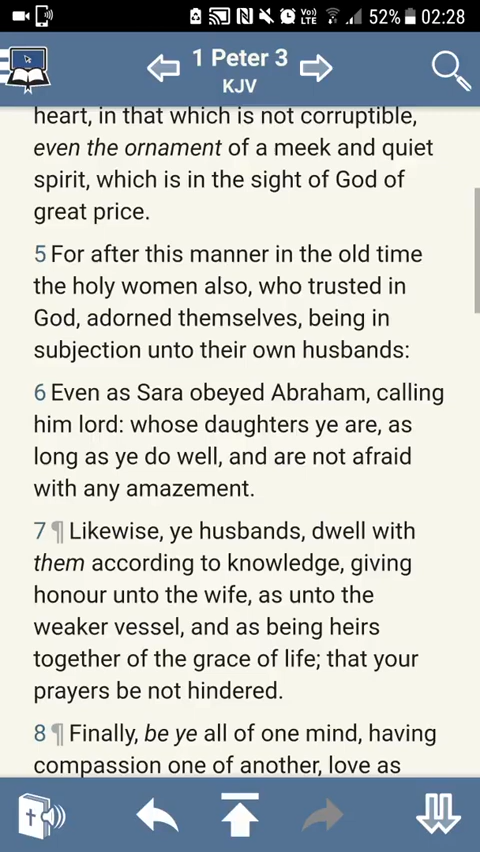 Vo)) LTE 52% 02:28
1 Peter 3
KJV
heart, in that which is not corruptible,
even the ornament of a meek and quiet
spirit, which is in the sight of God of
great price.
5 For after this manner in the old time
the holy women also, who trusted in
God, adorned themselves, being in
subjection unto their own husbands:
6 Even as Sara obeyed Abraham, calling
him lord: whose daughters ye are, as
long as ye do well, and are not afraid
with any amazement.
7 ¶ Likewise, ye husbands, dwell with
them according to knowledge, giving
honour unto the wife, as unto the
weaker vessel, and as being heirs
together of the grace of life; that your
prayers be not hindered.
8 ¶ Finally, be ye all of one mind, having
compassion one of another, love as